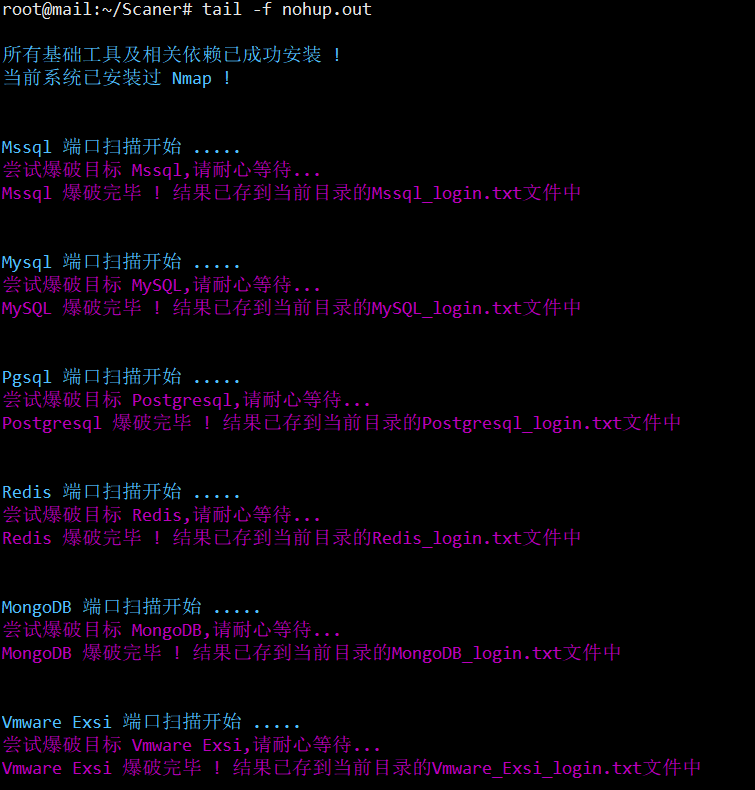 root@mail:~/Scaner# tail -f nohup.out
所有基础工具及相关依赖已成功安装 !
当前系统已安装过 Nmap !
Mssql 端口扫描开始 .....
尝试爆破目标 Mssql,请耐心等待...
Mssql 爆破完毕 ! 结果已存到当前目录的Mssql_login.txt文件中
Mysql 端口扫描开始 .....
尝试爆破目标 MySQL,请耐心等待...
MySQL 爆破完毕 ! 结果已存到当前目录的MySQL_login.txt文件中
Pgsql 端口扫描开始 .....
尝试爆破目标 Postgresql,请耐心等待...
Postgresql 爆破完毕 ! 结果已存到当前目录的Postgresql_login.txt文件中
Redis 端口扫描开始 .....
尝试爆破目标 Redis,请耐心等待...
Redis 爆破完毕 ! 结果已存到当前目录的Redis_login.txt文件中
MongoDB 端口扫描开始 .....
尝试爆破目标 MongoDB,请耐心等待...
MongoDB 爆破完毕 ! 结果已存到当前目录的MongoDB_login.txt文件中
Vmware Exsi 端口扫描开始 .....
尝试爆破目标 Vmware Exsi,请耐心等待...
Vmware Exsi 爆破完毕 ! 结果已存到当前目录的Vmware_Exsi_login.txt文件中